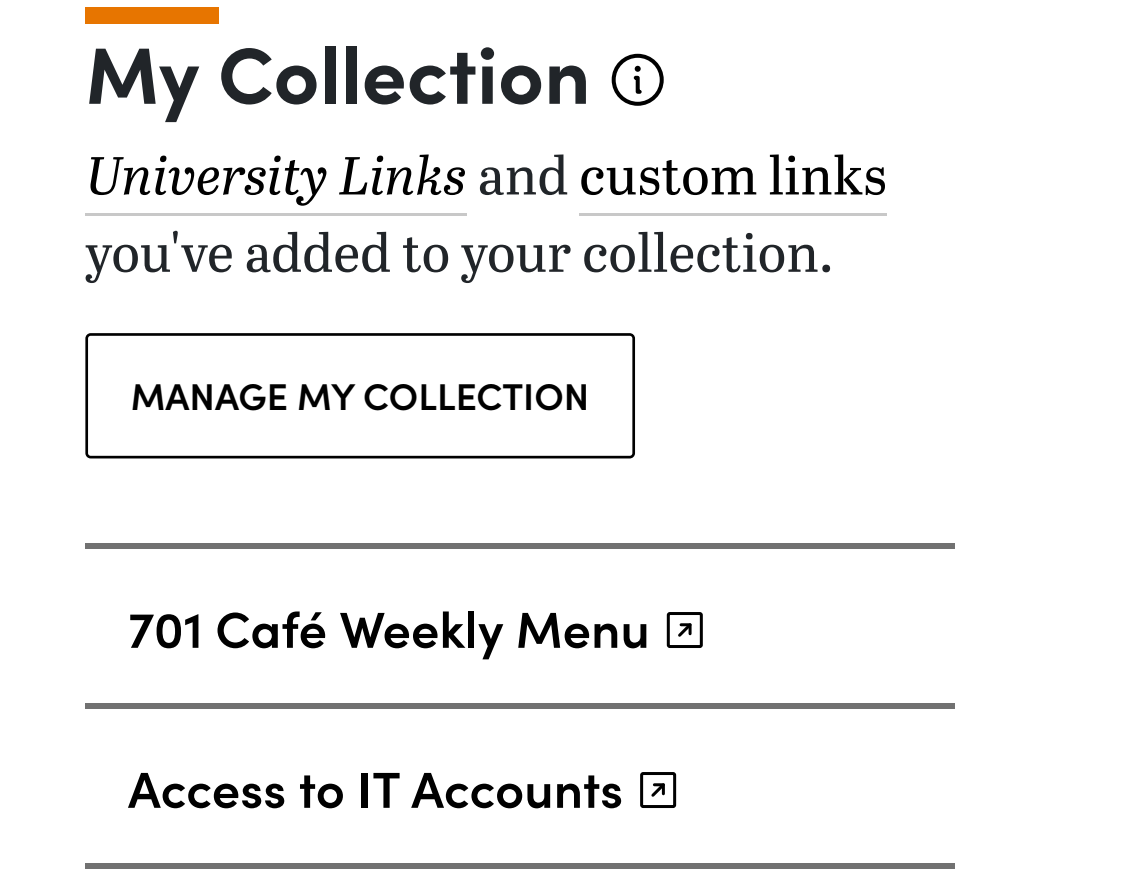 My Collection
University Links and custom links
you've added to your collection.
MANAGE MY COLLECTION
701 Café Weekly Menu
Access to IT Accounts